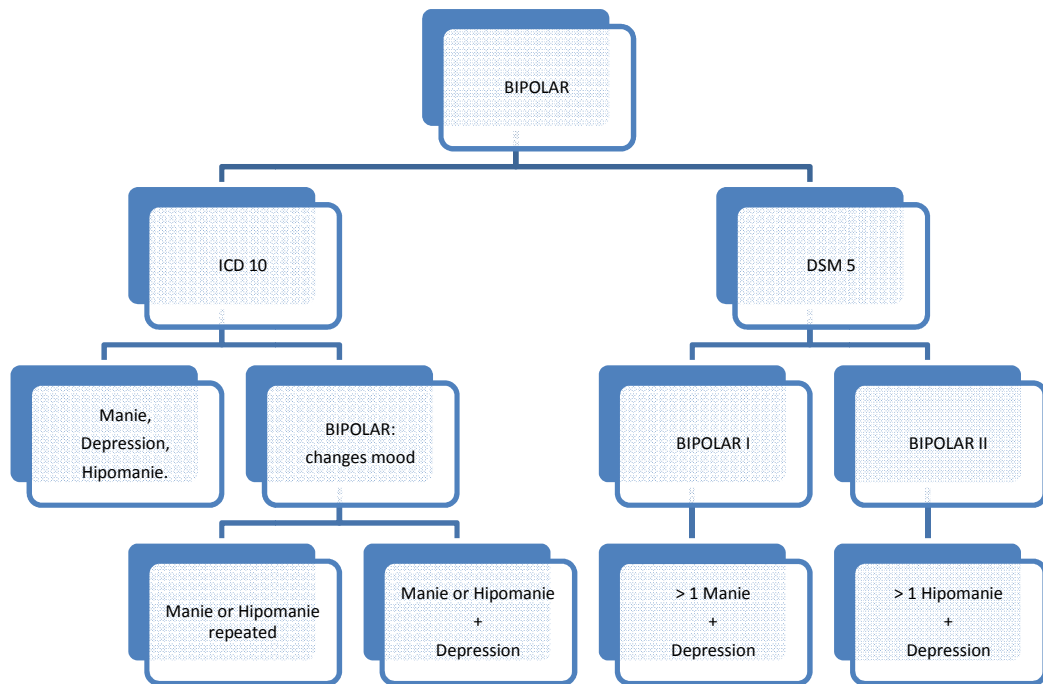 BIPOLAR
ICD 10
DSM 5
Manie,
Depression,
Hipomanie.
BIPOLAR:
changes mood
BIPOLAR I
BIPOLAR II
Manie or Hipomanie
repeated
Manie or Hipomanie
+
Depression
> 1 Manie
+
Depression
> 1 Hipomanie
+
Depression